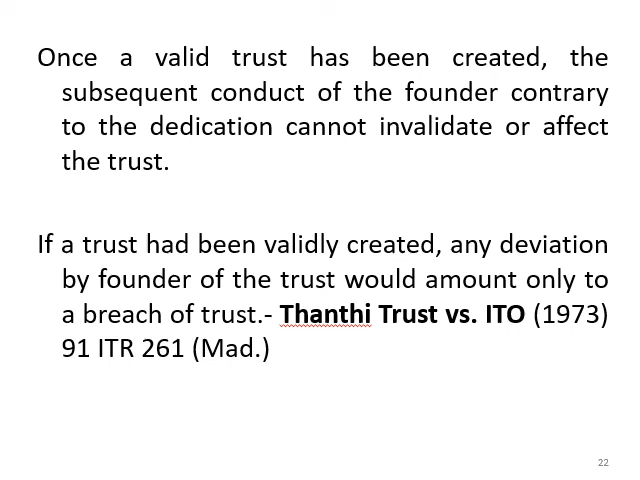 Once a valid trust has been created, the
subsequent conduct of the founder contrary
to the dedication cannot invalidate or affect
the trust.
If a trust had been validly created, any deviation
by founder of the trust would amount only to
a breach of trust.- Thanthi Trust vs. ITO (1973)
91 ITR 261 (Mad.)
22